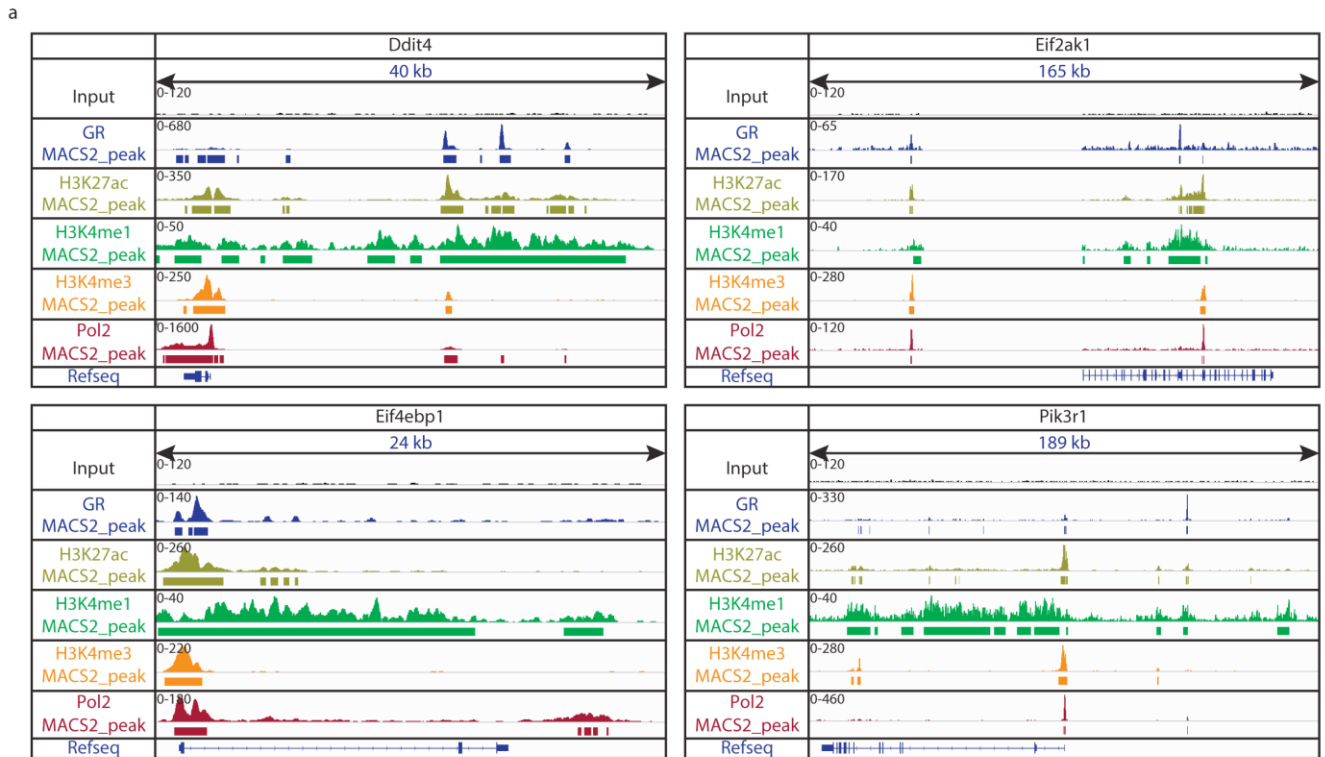 a
Ddit4
40 kb
Input
0-120
GR
0-680
MACS2_peak
H3K27ac
0-350
MACS2_peak
H3K4me1
0-50
MACS2_peak
H3K4me3
0-250
MACS2_peak
Pol2
0-1600
MACS2_peak
Refseq
Eif2ak1
165 kb
Input
0-120
GR
0-65
MACS2_peak
H3K27ac
0-170
MACS2_peak
H3K4me1
0-40
MACS2_peak
H3K4me3
0-280
MACS2_peak
Pol2
0-120
MACS2_peak
Refseq
Eif4ebp1
24 kb
Input
0-120
GR
0-140
MACS2_peak
H3K27ac
0-260
MACS2_peak
H3K4me1
0-40
MACS2_peak
H3K4me3
0-220
MACS2_peak
Pol2
0-180
MACS2_peak
Refseq
Pik3r1
189 kb
Input
0-120
GR
0-330
MACS2_peak
H3K27ac
0-260
MACS2_peak
H3K4me1
0-40
MACS2_peak
H3K4me3
0-280
MACS2_peak
Pol2
0-460
MACS2_peak
Refseq